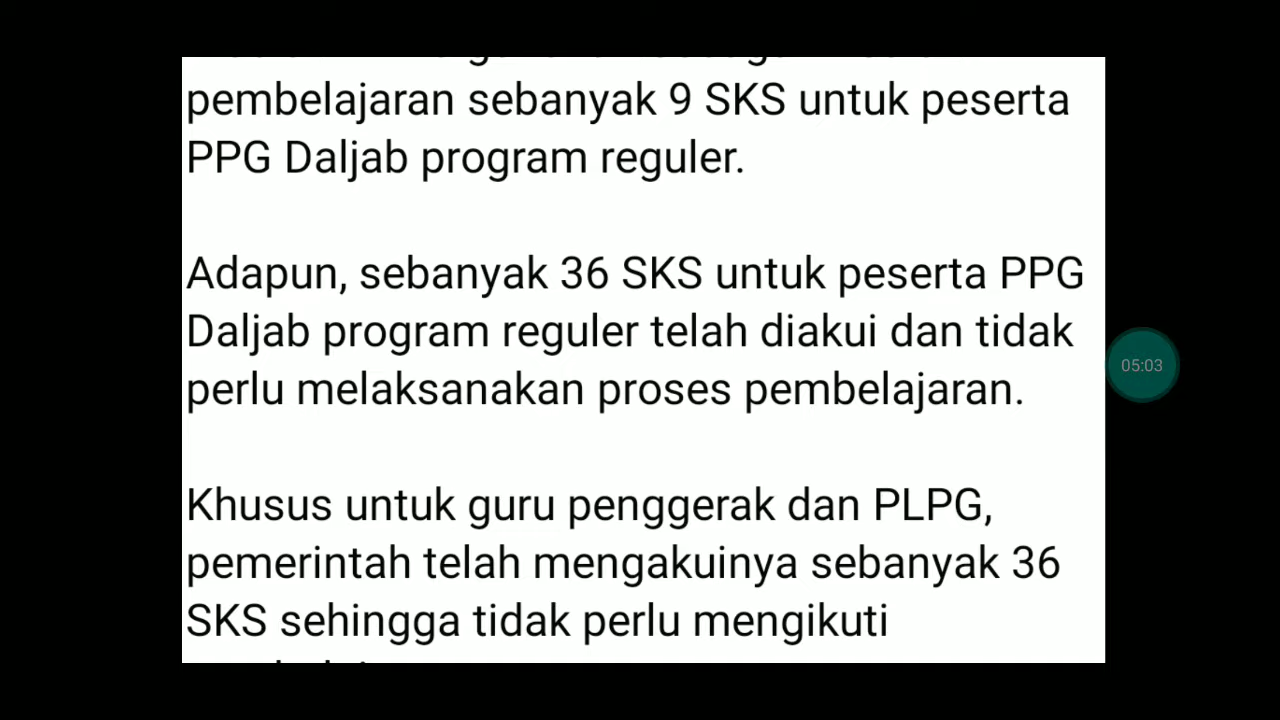 pembelajaran sebanyak 9 SKS untuk peserta
PPG Daljab program reguler.
Adapun, sebanyak 36 SKS untuk peserta PPG
Daljab program reguler telah diakui dan tidak
perlu melaksanakan proses pembelajaran.
05:03
Khusus untuk guru penggerak dan PLPG,
pemerintah telah mengakuinya sebanyak 36
SKS sehingga tidak perlu mengikuti